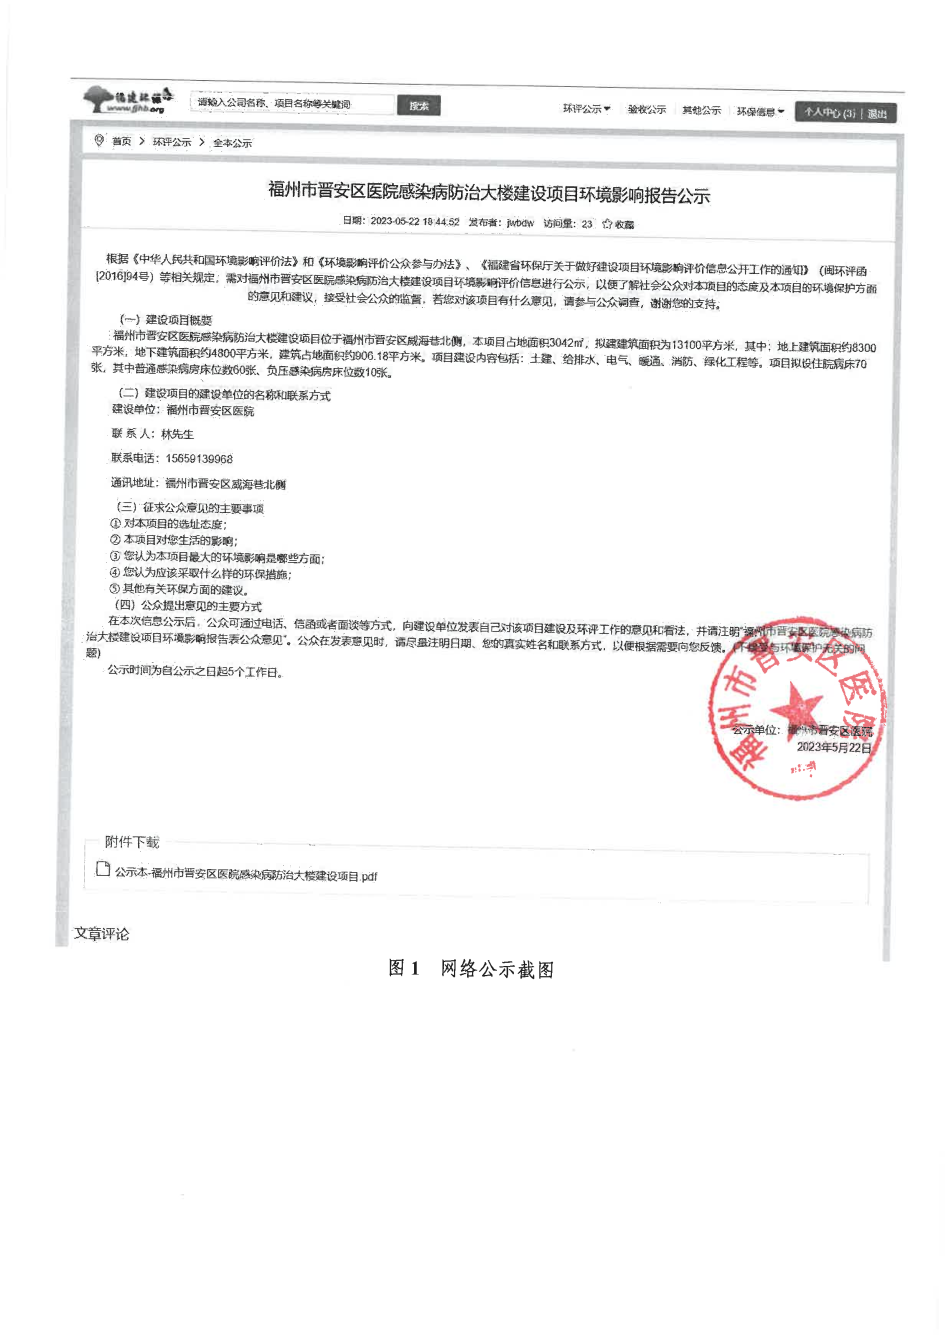 福建环保
www.fjhb.org
请输入公司名称、项目名称等关键词
搜索
环评公示
验收公示
其他公示
环保信息
个人中心(3) | 退出
首页 > 环评公示 > 全本公示
福州市晋安区医院感染病防治大楼建设项目环境影响报告公示
日期：2023-05-22 18:44:52 发布者：jwbdw 访问量：23 收藏
根据《中华人民共和国环境影响评价法》和《环境影响评价公众参与办法》、《福建省环保厅关于做好建设项目环境影响评价信息公开工作的通知》（闽环评函
[2016]94号）等相关规定，需对福州市晋安区医院感染病防治大楼建设项目环境影响评价信息进行公示，以便了解社会公众对本项目的态度及本项目的环境保护方面
的意见和建议，接受社会公众的监督，若您对该项目有什么意见，请参与公众调查，谢谢您的支持。
（一）建设项目概要
福州市晋安区医院感染病防治大楼建设项目位于福州市晋安区威海巷北侧，本项目占地面积3042㎡，拟建建筑面积为13100平方米，其中：地上建筑面积约8300
平方米，地下建筑面积约4800平方米，建筑占地面积约906.18平方米。项目建设内容包括：土建、给排水、电气、暖通、消防、绿化工程等。项目拟设住院病床70
张，其中普通感染病房床位数60张、负压感染病房床位数10张。
（二）建设项目的建设单位的名称和联系方式
建设单位：福州市晋安区医院
联 系 人：林先生
联系电话：15659139968
通讯地址：福州市晋安区威海巷北侧
（三）征求公众意见的主要事项
① 对本项目的选址态度；
② 本项目对您生活的影响；
③ 您认为本项目最大的环境影响是哪些方面；
④ 您认为应该采取什么样的环保措施；
⑤ 其他有关环保方面的建议。
（四）公众提出意见的主要方式
在本次信息公示后，公众可通过电话、信函或者面谈等方式，向建设单位发表自己对该项目建设及环评工作的意见和看法，并请注明“福州市晋安区医院感染病防
治大楼建设项目环境影响报告表公众意见”。公众在发表意见时，请尽量注明日期、您的真实姓名和联系方式，以便根据需要向您反馈。（不接受与环境保护无关的问
题）
公示时间为自公示之日起5个工作日。
福州市晋安区医院
公示单位：福州市晋安区医院
2023年5月22日
附件下载
公示本-福州市晋安区医院感染病防治大楼建设项目.pdf
文章评论
图 1 网络公示截图